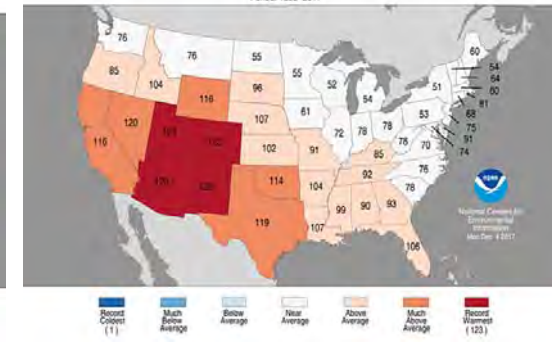 76
76
55
55
60
54
64
60
81
68
75
91
74
85
104
116
96
52
54
51
107
61
53
120
102
72
78
78
78
70
116
91
85
76
114
104
92
78
119
107
99
90
93
106
National Centers for
Environmental
Information
Record
Coldest
(1)
Much
Below
Average
Below
Average
Near
Average
Above
Average
Much
Above
Average
Record
Warmest
(123)